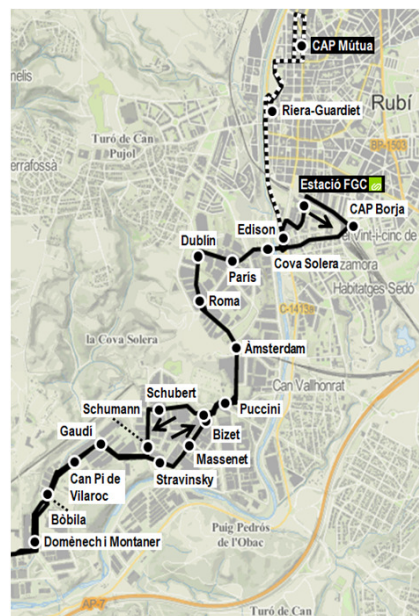 CAP Mútua
Rubí
Riera-Guardiet
BP-1503
Turó de Can
Pujol
Estació FGC
CAP Borja
Edison
Dublin
Paris
Cova Solera
Habitatges Sedó
Roma
C-1413a
la Cova Solera
Àmsterdam
Can Vallhonrat
Schubert
Schumann
Puccini
Bizet
Gaudí
Massenet
Can Pi de
Vilaroc
Stravinsky
Bòbila
Puig Pedrós
de l'Obac
Domènech i Montaner
AP-7
Turó de Can